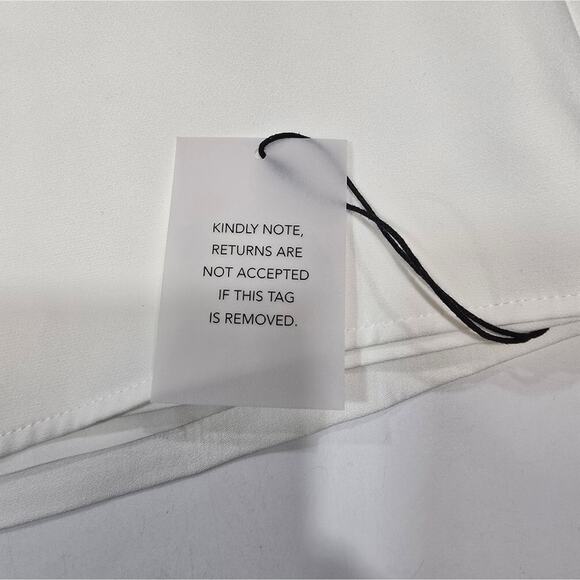 KINDLY NOTE,
RETURNS ARE
NOT ACCEPTED
IF THIS TAG
IS REMOVED.